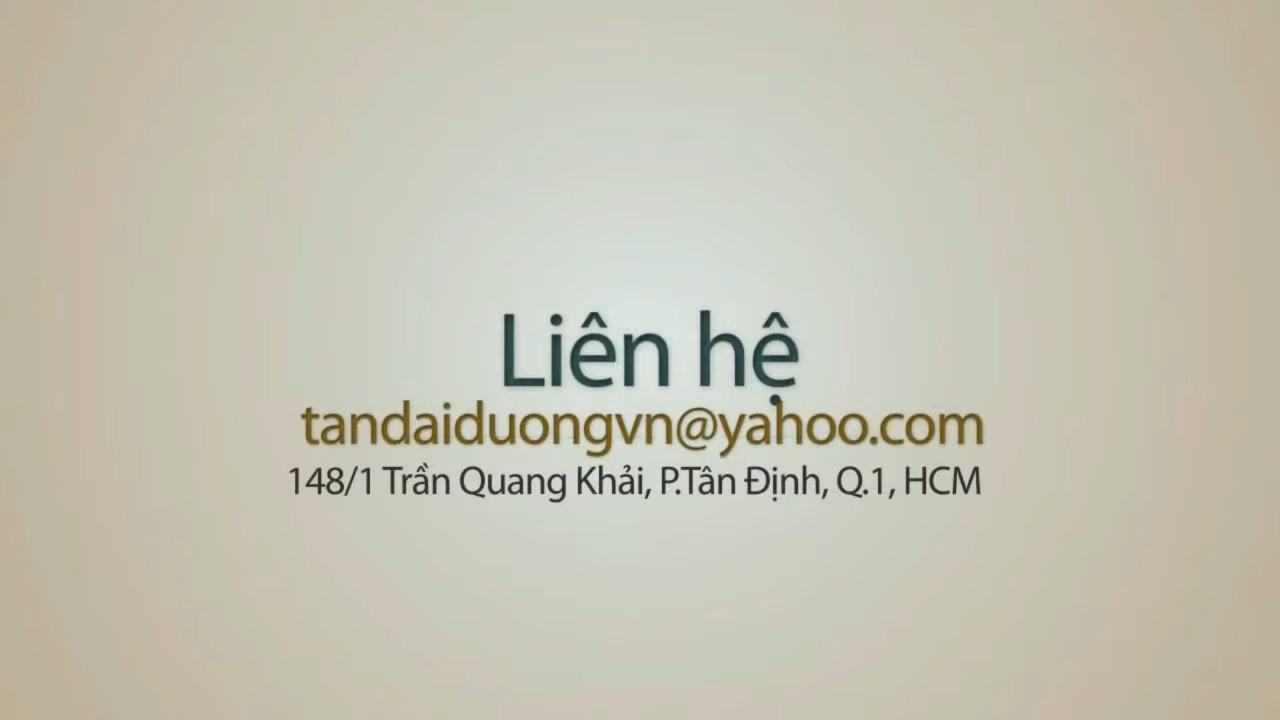 Liên hệ
tandaiduongvn@yahoo.com
148/1 Trần Quang Khải, P.Tân Định, Q.1, HCM